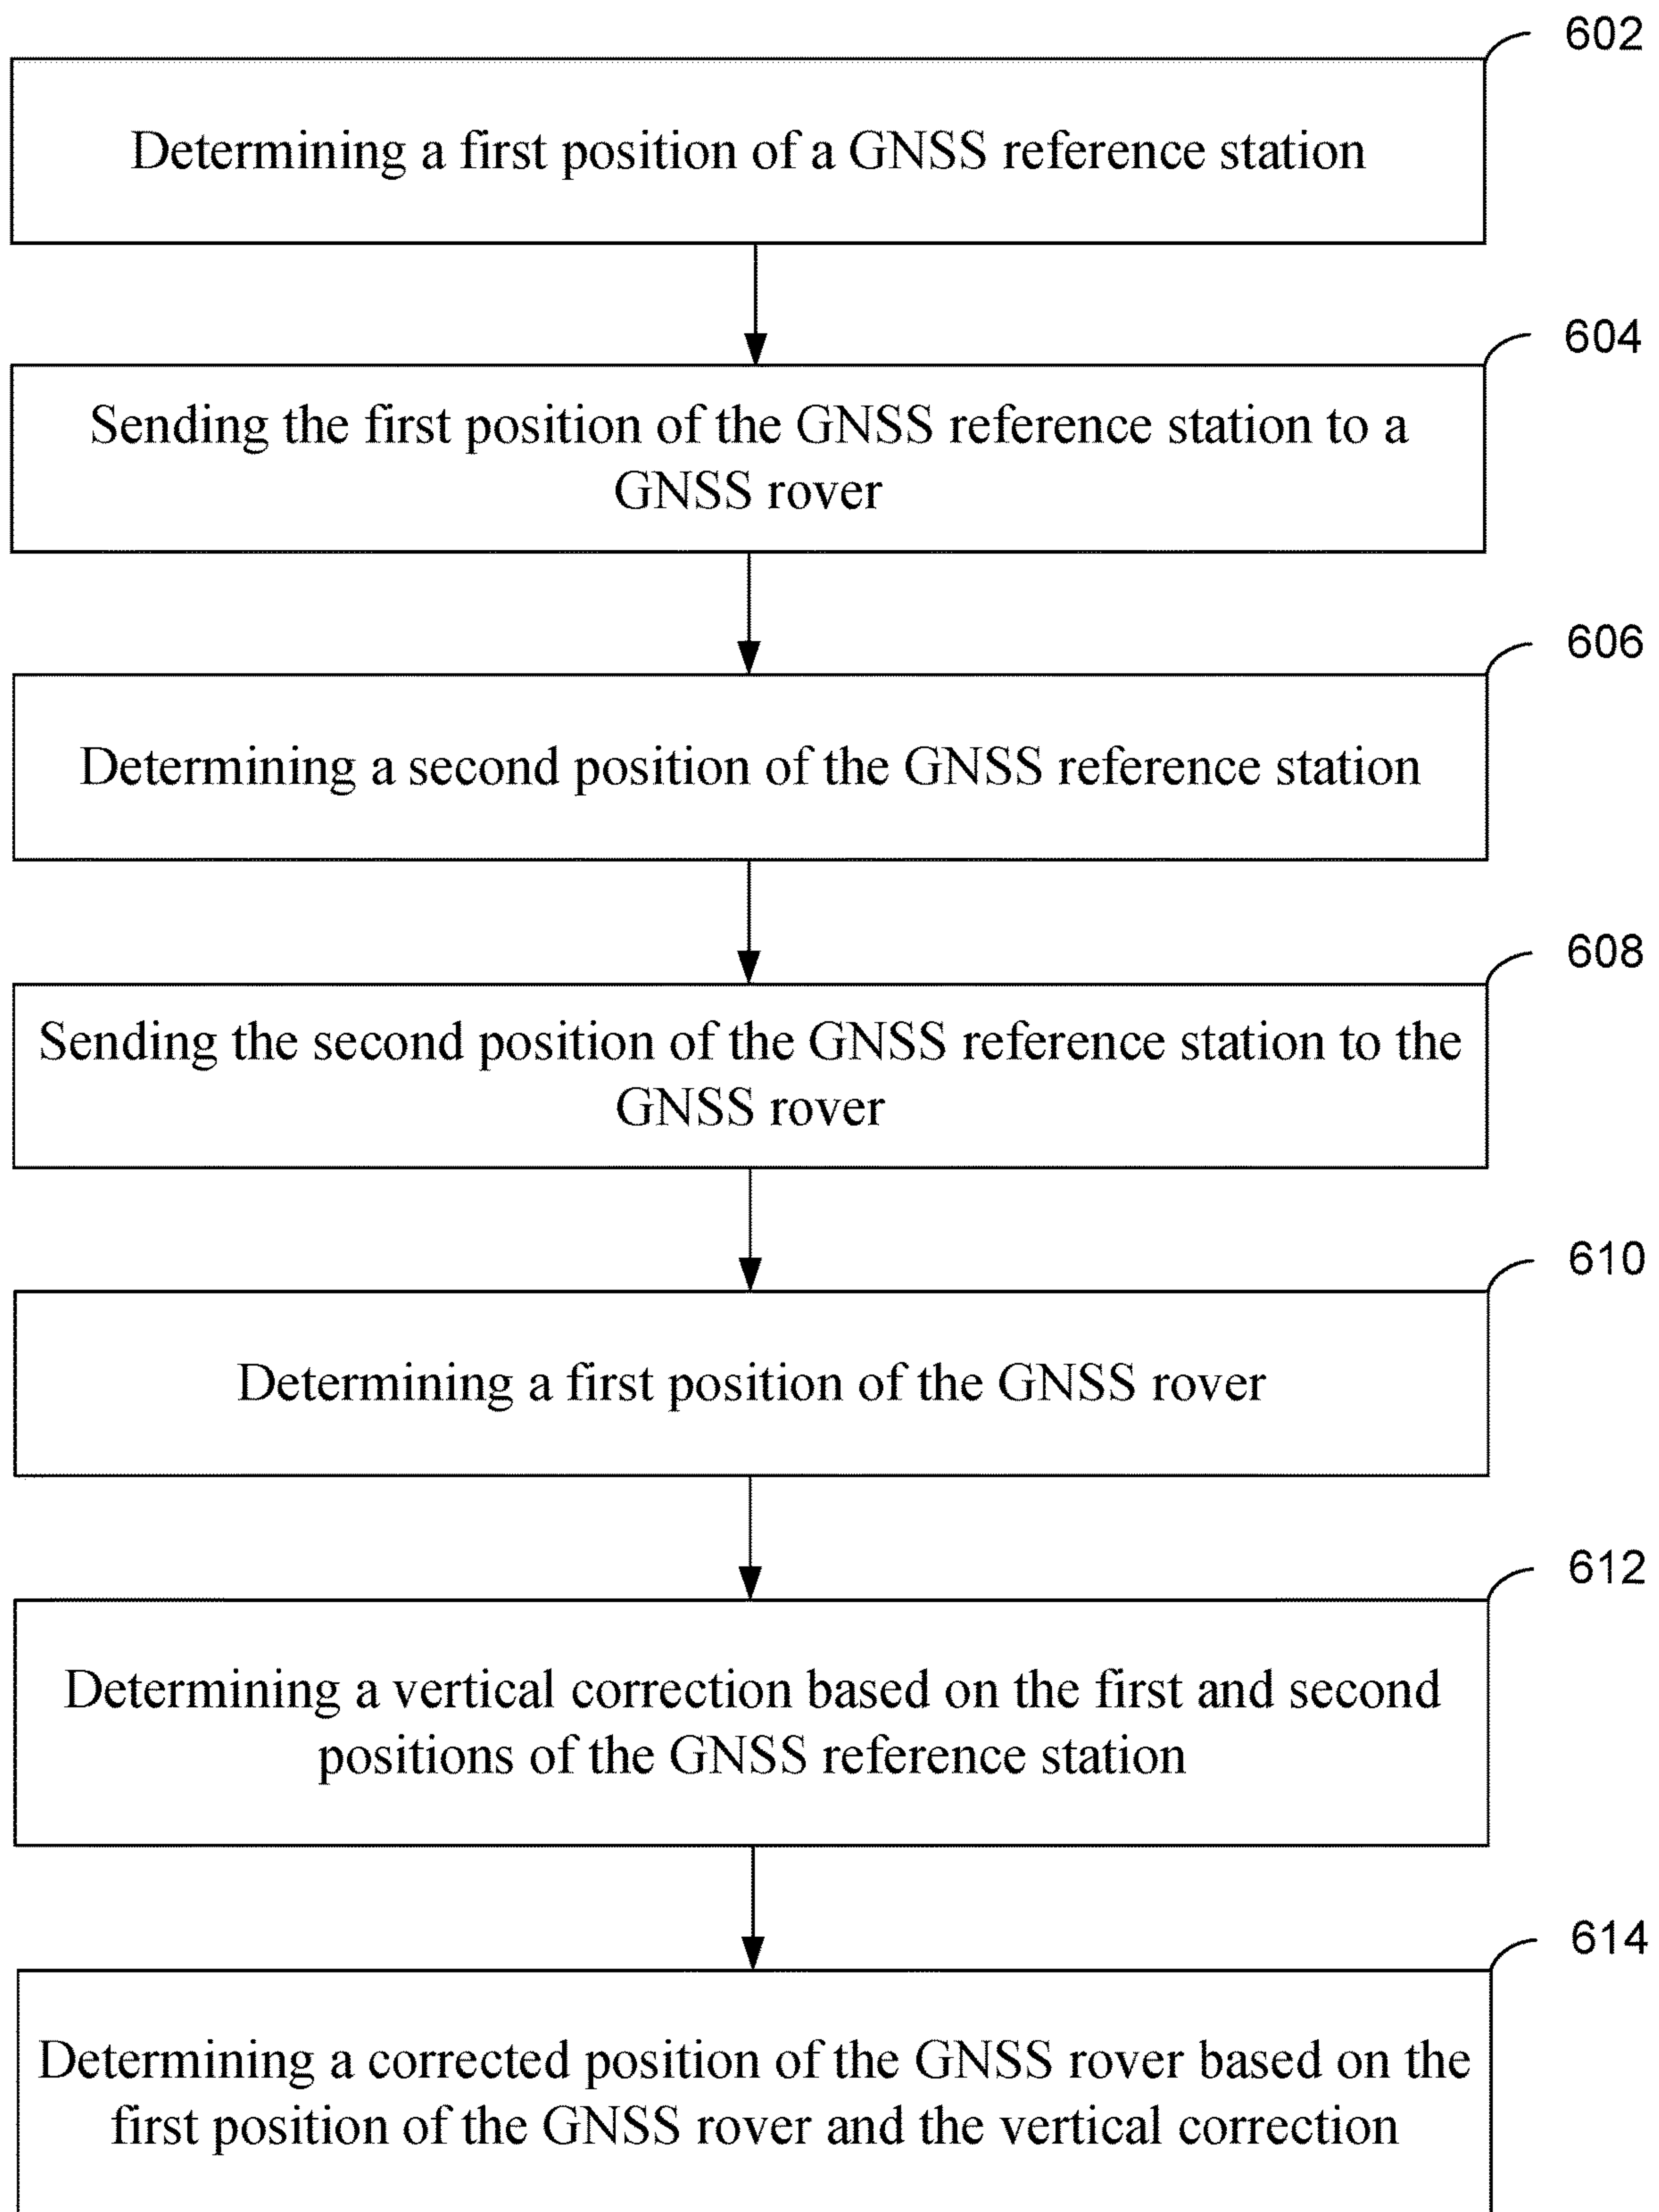 602
Determining a first position of a GNSS reference station
604
Sending the first position of the GNSS reference station to a
GNSS rover
606
Determining a second position of the GNSS reference station
608
Sending the second position of the GNSS reference station to the
GNSS rover
610
Determining a first position of the GNSS rover
612
Determining a vertical correction based on the first and second
positions of the GNSS reference station
614
Determining a corrected position of the GNSS rover based on the
first position of the GNSS rover and the vertical correction